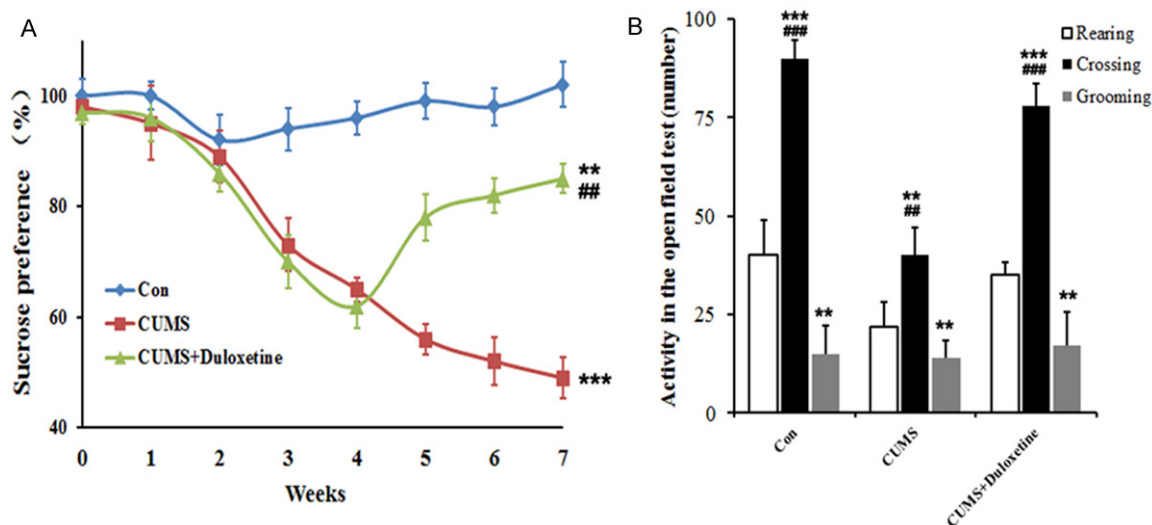 A
Sucrose preference （%）
100
80
60
40
Con
CUMS
CUMS+Duloxetine
**
##
***
0 1 2 3 4 5 6 7
Weeks
B
Activity in the open field test (number)
100
75
50
25
0
Rearing
Crossing
Grooming
***
###
**
**
##
**
***
###
**
Con
CUMS
CUMS+Duloxetine